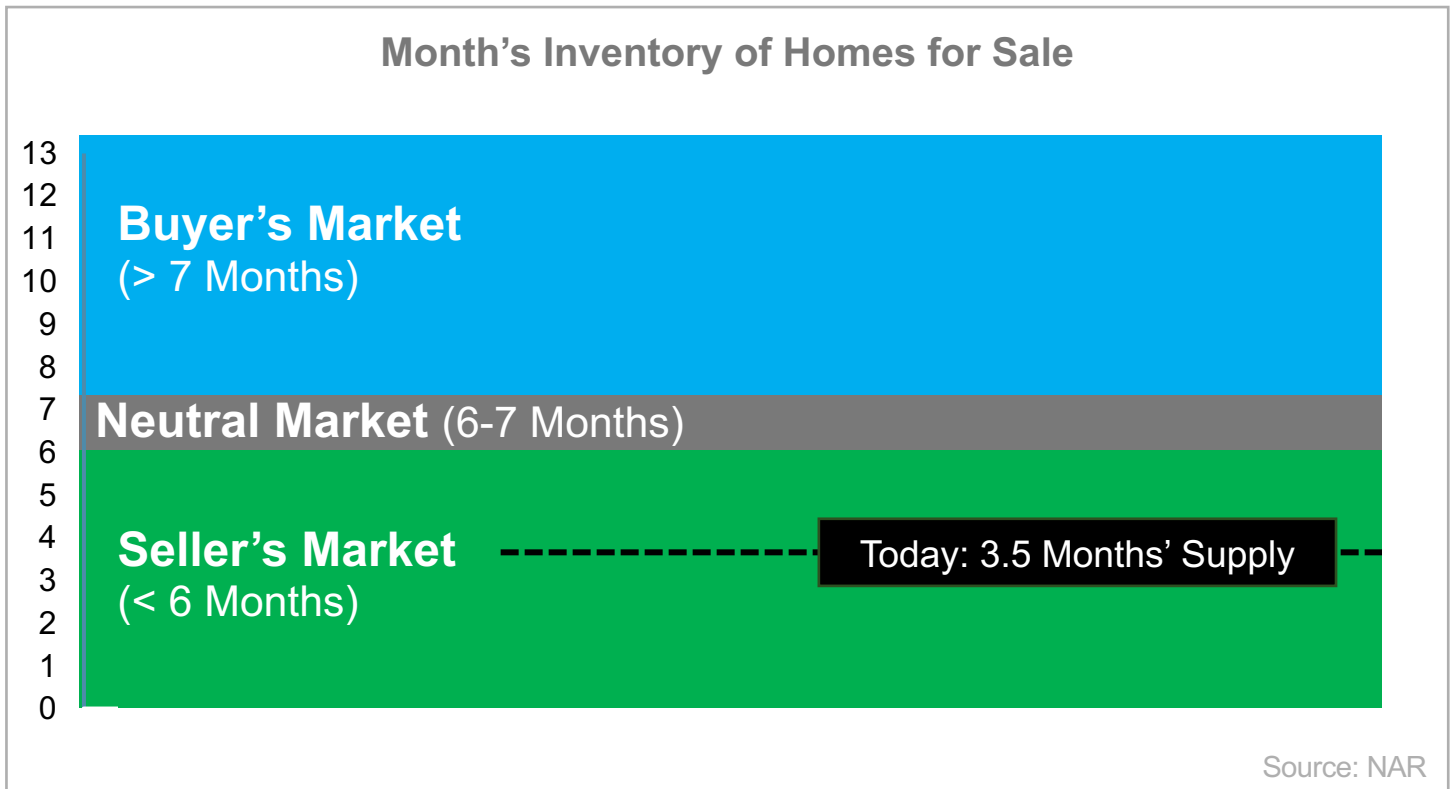 Month’s Inventory of Homes for Sale
13
12
11
10
9
8
7
6
5
4
3
2
1
0
Buyer’s Market
(> 7 Months)
Neutral Market (6-7 Months)
Seller’s Market
(< 6 Months)
Today: 3.5 Months’ Supply
Source: NAR